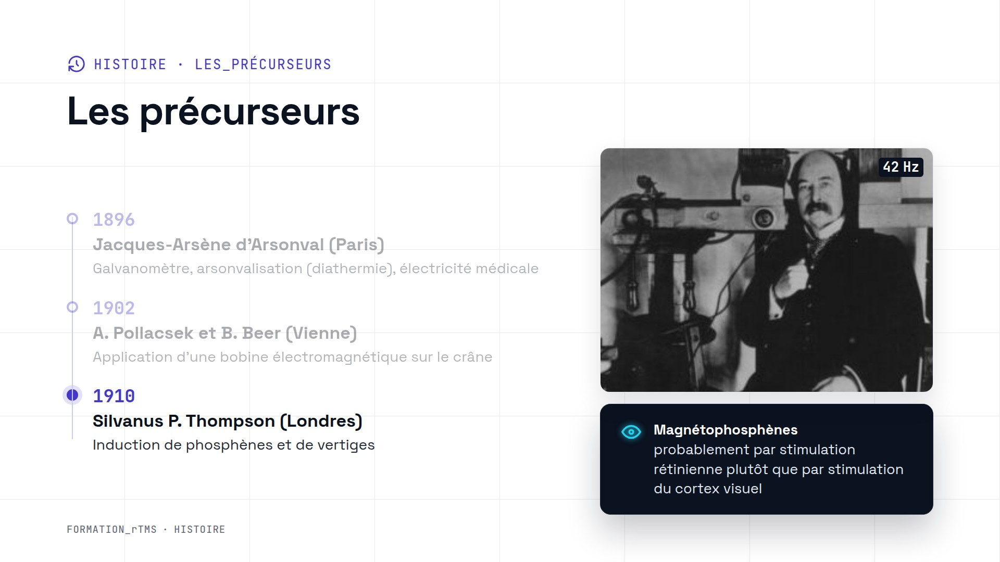 HISTOIRE · LES_PRÉCURSEURS
Les précurseurs
1896
Jacques-Arsène d’Arsonval (Paris)
Galvanomètre, arsonvalisation (diathermie), électricité médicale
1902
A. Pollacsek et B. Beer (Vienne)
Application d’une bobine électromagnétique sur le crâne
1910
Silvanus P. Thompson (Londres)
Induction de phosphènes et de vertiges
42 Hz
Magnétophosphènes
probablement par stimulation
rétinienne plutôt que par stimulation
du cortex visuel
FORMATION_rTMS · HISTOIRE